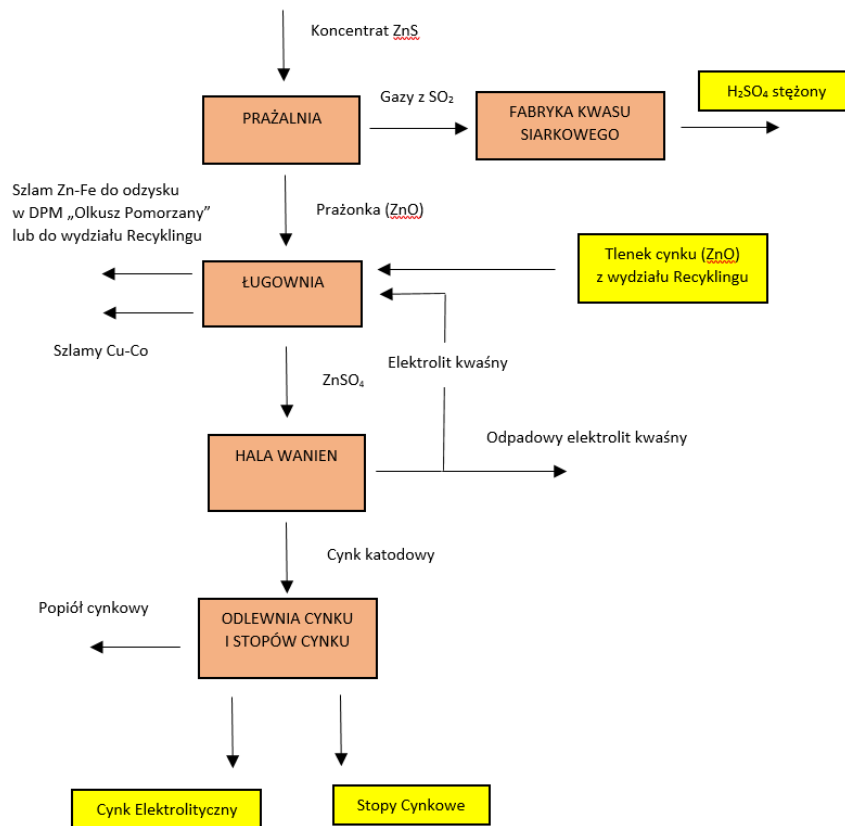 Koncentrat ZnS
PRAŻALNIA
Gazy z SO₂
FABRYKA KWASU
SIARKOWEGO
H₂SO₄ stężony
Szlam Zn-Fe do odzysku
w DPM „Olkusz Pomorzany”
lub do wydziału Recyklingu
Prażonka (ZnO)
Tlenek cynku (ZnO)
z wydziału Recyklingu
ŁUGOWNIA
Szlamy Cu-Co
ZnSO₄
Elektrolit kwaśny
HALA WANIEN
Odpadowy elektrolit kwaśny
Cynk katodowy
Popiół cynkowy
ODLEWNIA CYNKU
I STOPÓW CYNKU
Cynk Elektrolityczny
Stopy Cynkowe